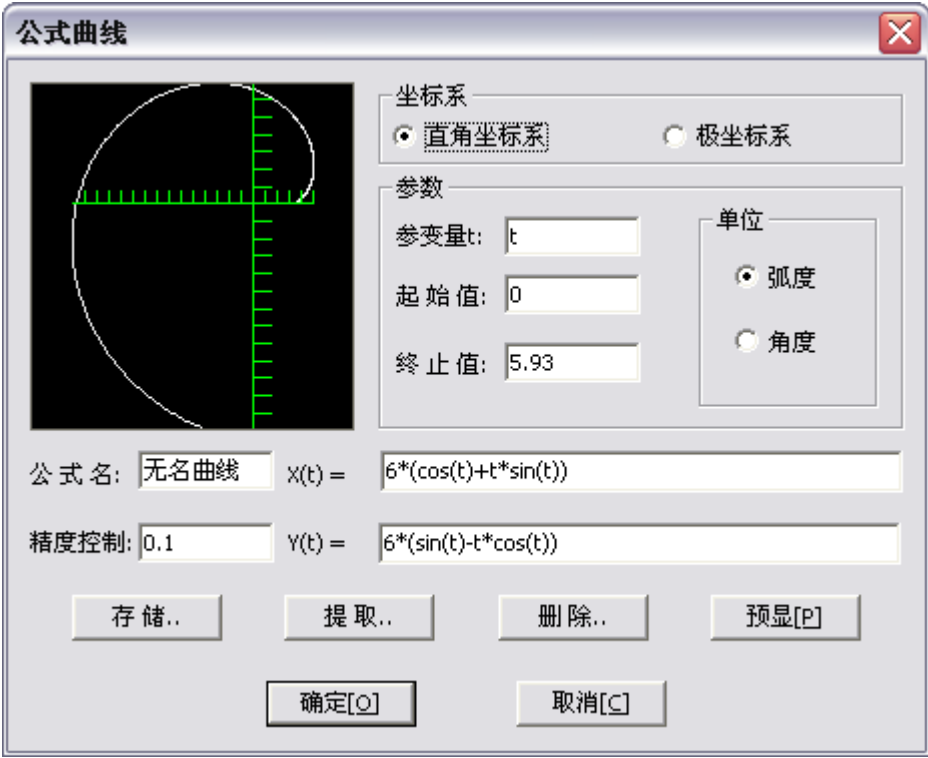 公式曲线
坐标系
直角坐标系 极坐标系
参数
参变量t: t
起 始 值: 0
终 止 值: 5.93
单位
弧度
角度
公 式 名: 无名曲线 X(t) = 6*(cos(t)+t*sin(t))
精度控制: 0.1 Y(t) = 6*(sin(t)-t*cos(t))
存 储.. 提 取.. 删 除.. 预显[P]
确定[O] 取消[C]